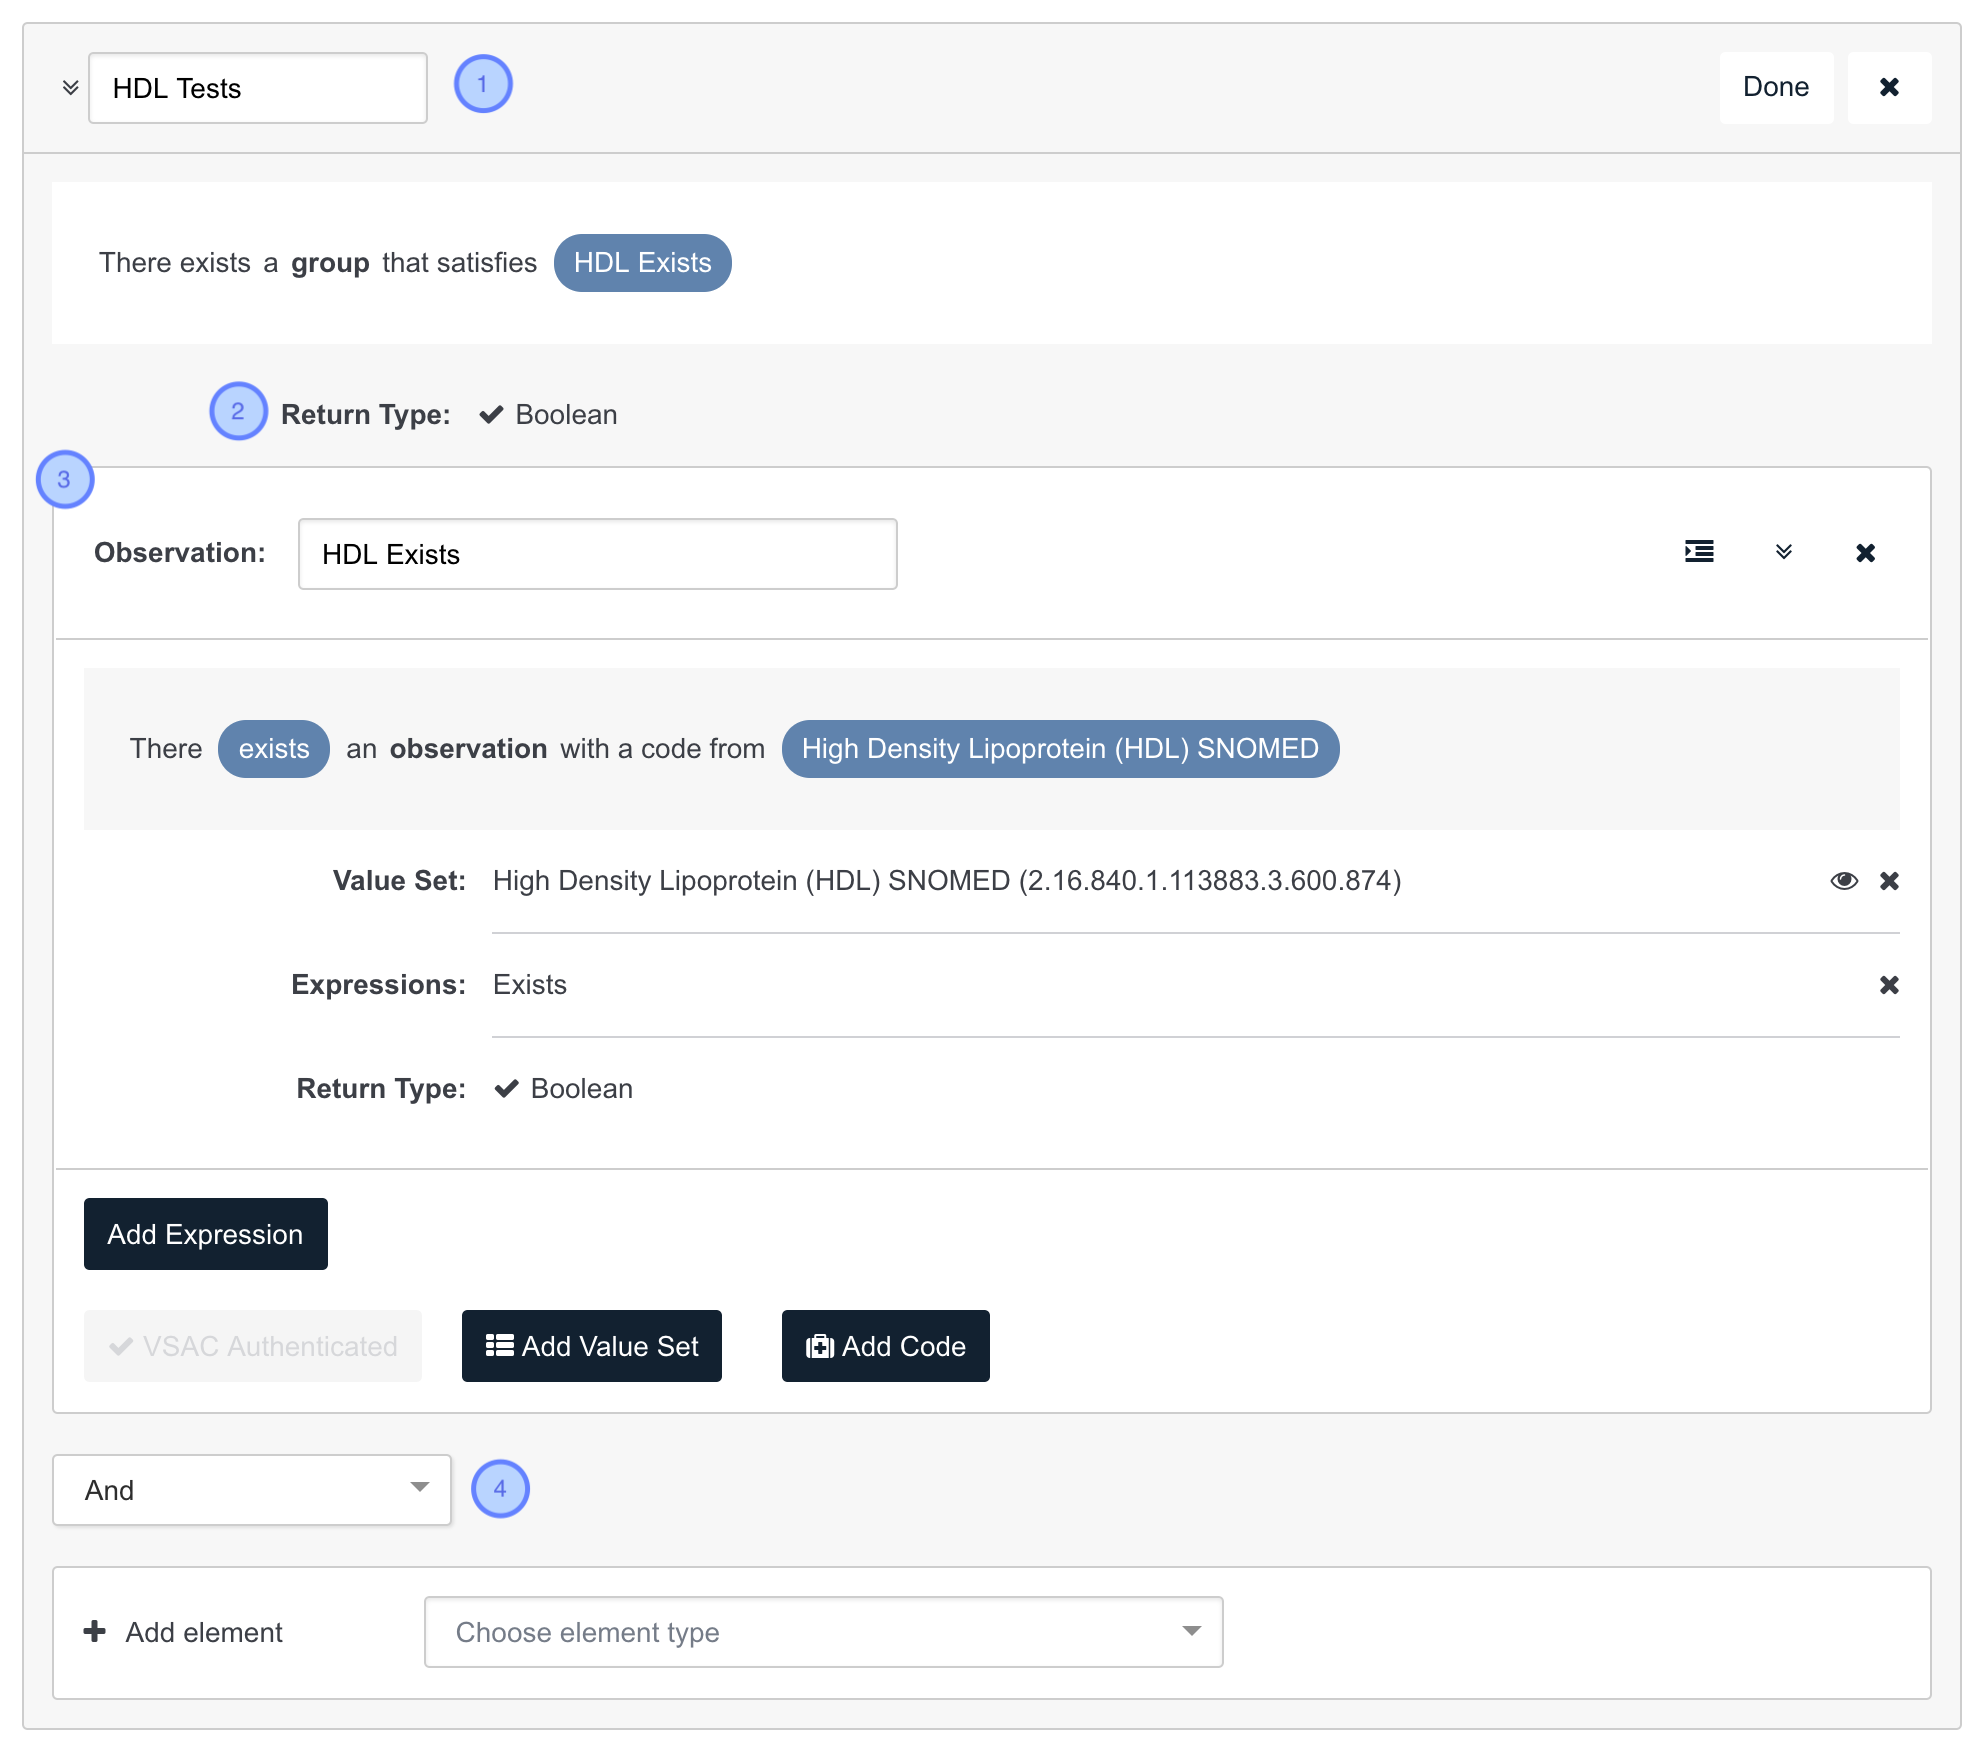 HDL Tests 1 Done
There exists a group that satisfies HDL Exists
2 Return Type: Boolean
3
Observation: HDL Exists
There exists an observation with a code from High Density Lipoprotein (HDL) SNOMED
Value Set: High Density Lipoprotein (HDL) SNOMED (2.16.840.1.113883.3.600.874)
Expressions: Exists
Return Type: Boolean
Add Expression
VSAC Authenticated Add Value Set Add Code
And 4
Add element Choose element type